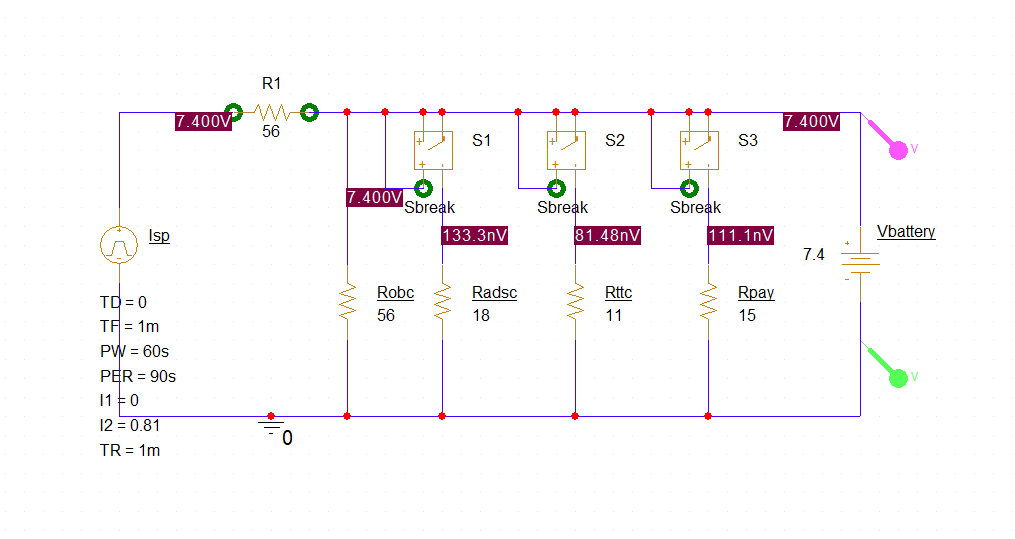 R1
7.400V
56
7.400V
V
S1
S2
S3
7.400V
Sbreak
Sbreak
Sbreak
Isp
133.3nV
81.48nV
111.1nV
Vbattery
7.4
Robc
56
Radsc
18
Rttc
11
Rpay
15
TD = 0
TF = 1m
PW = 60s
PER = 90s
I1 = 0
I2 = 0.81
TR = 1m
V
0